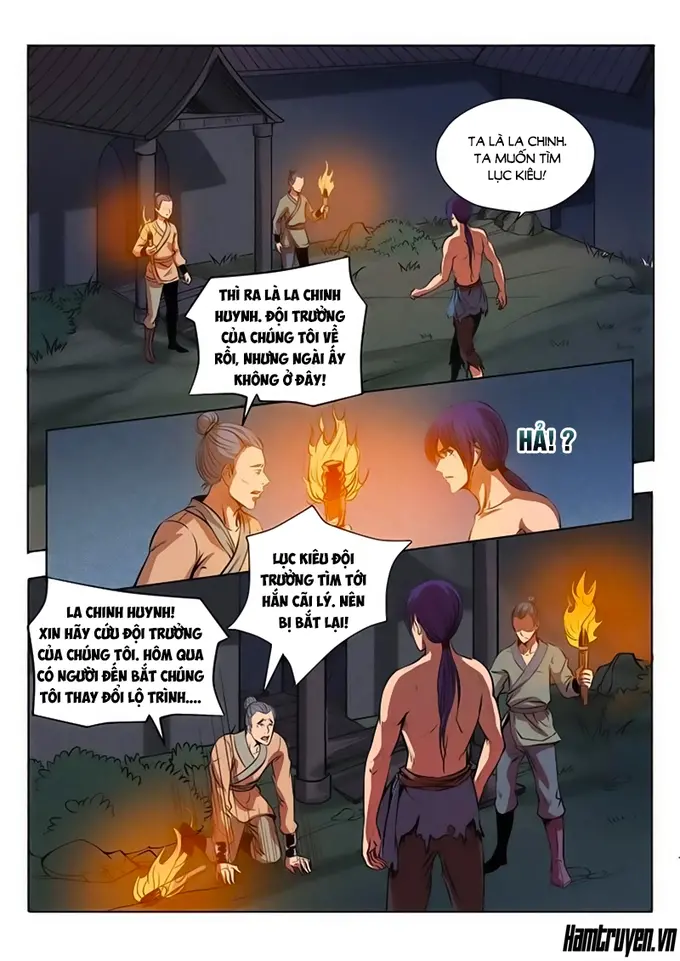 TA LÀ LA CHINH.
TA MUỐN TÌM
LỤC KIÊU!
THÌ RA LÀ LA CHINH
HUYNH. ĐỘI TRƯỞNG
CỦA CHÚNG TÔI VỀ
RỒI, NHƯNG NGÀI ẤY
KHÔNG Ở ĐÂY!
HẢ! ?
LA CHINH HUYNH!
XIN HÃY CỨU ĐỘI TRƯỞNG
CỦA CHÚNG TÔI. HÔM QUA
CÓ NGƯỜI ĐẾN BẮT CHÚNG
TÔI THAY ĐỔI LỘ TRÌNH....
LỤC KIÊU ĐỘI
TRƯỞNG TÌM TỚI
HẮN CÃI LÝ. NÊN
BỊ BẮT LẠI!
Hamtruyen.vn